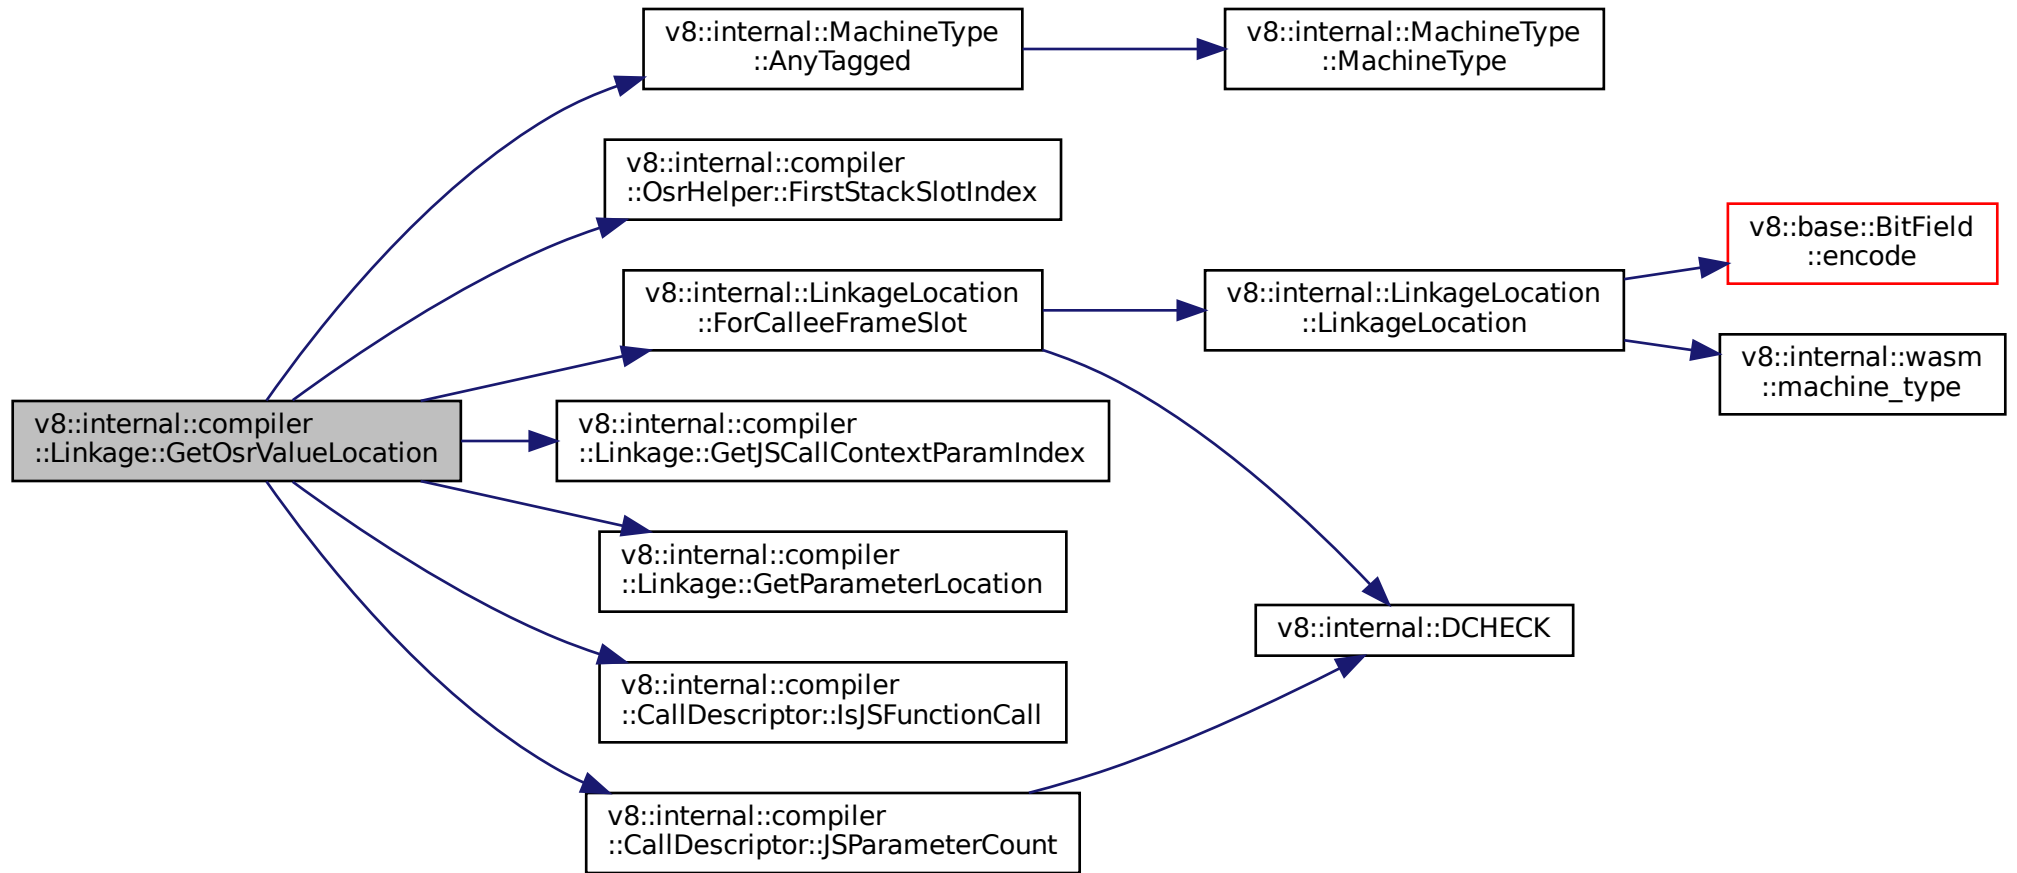 v8::internal::MachineType
::AnyTagged
v8::internal::MachineType
::MachineType
v8::internal::compiler
::OsrHelper::FirstStackSlotIndex
v8::base::BitField
::encode
v8::internal::LinkageLocation
::ForCalleeFrameSlot
v8::internal::LinkageLocation
::LinkageLocation
v8::internal::wasm
::machine_type
v8::internal::compiler
::Linkage::GetOsrValueLocation
v8::internal::compiler
::Linkage::GetJSCallContextParamIndex
v8::internal::compiler
::Linkage::GetParameterLocation
v8::internal::DCHECK
v8::internal::compiler
::CallDescriptor::IsJSFunctionCall
v8::internal::compiler
::CallDescriptor::JSParameterCount